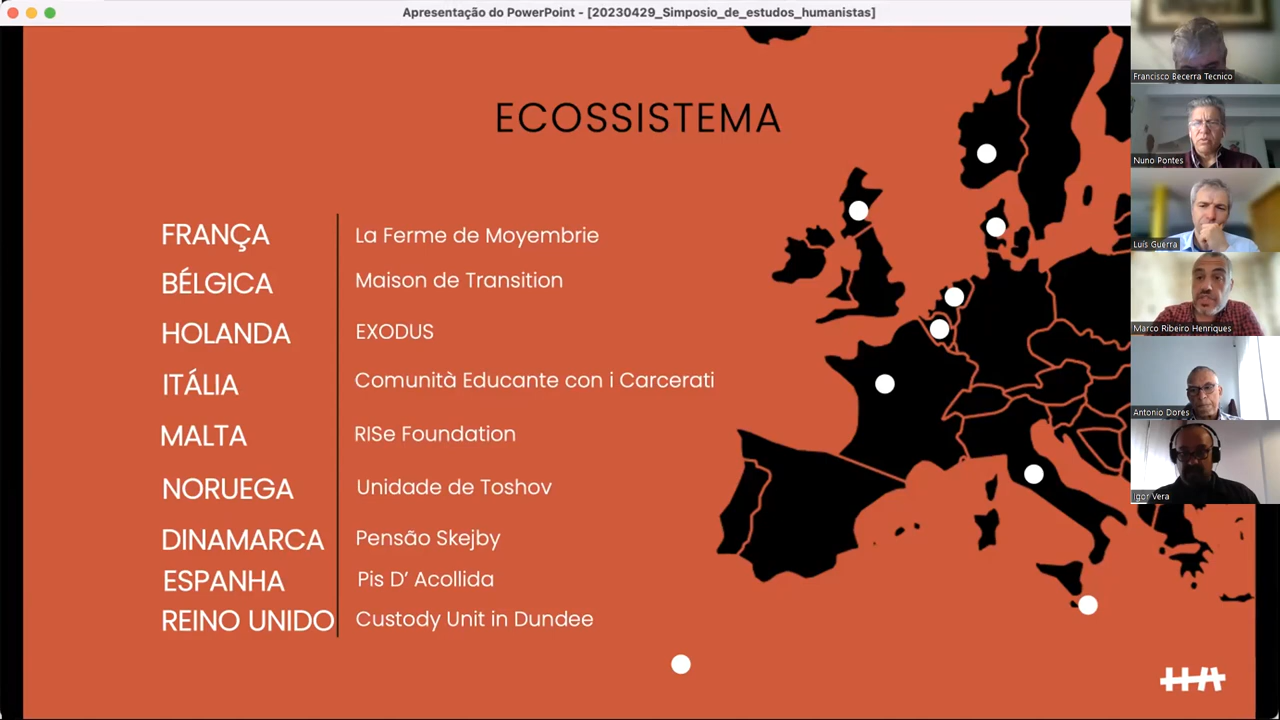 Apresentação do PowerPoint - [20230429_Simposio_de_estudos_humanistas]
ECOSSISTEMA
FRANÇA La Ferme de Moyembrie
BÉLGICA Maison de Transition
HOLANDA EXODUS
ITÁLIA Comunità Educante con i Carcerati
MALTA RISe Foundation
NORUEGA Unidade de Toshov
DINAMARCA Pensão Skejby
ESPANHA Pis D’ Acollida
REINO UNIDO Custody Unit in Dundee
Francisco Becerra Tecnico
Nuno Pontes
Luís Guerra
Marco Ribeiro Henriques
Antonio Dores
Igor Vera